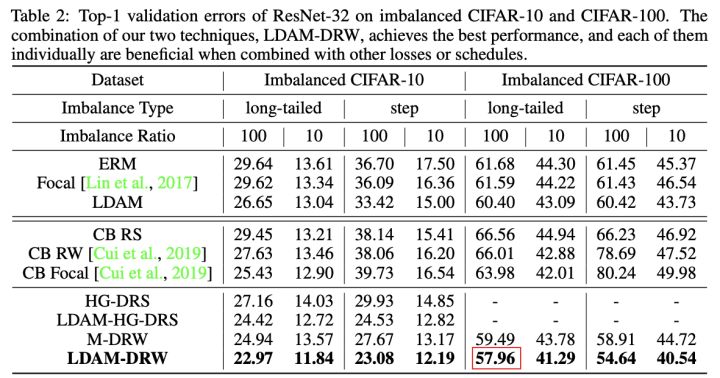 Table 2: Top-1 validation errors of ResNet-32 on imbalanced CIFAR-10 and CIFAR-100. The
combination of our two techniques, LDAM-DRW, achieves the best performance, and each of them
individually are beneficial when combined with other losses or schedules.
Dataset Imbalanced CIFAR-10 Imbalanced CIFAR-100
Imbalance Type long-tailed step long-tailed step
Imbalance Ratio 100 10 100 10 100 10 100 10
ERM 29.64 13.61 36.70 17.50 61.68 44.30 61.45 45.37
Focal [Lin et al., 2017] 29.62 13.34 36.09 16.36 61.59 44.22 61.43 46.54
LDAM 26.65 13.04 33.42 15.00 60.40 43.09 60.42 43.73
CB RS 29.45 13.21 38.14 15.41 66.56 44.94 66.23 46.92
CB RW [Cui et al., 2019] 27.63 13.46 38.06 16.20 66.01 42.88 78.69 47.52
CB Focal [Cui et al., 2019] 25.43 12.90 39.73 16.54 63.98 42.01 80.24 49.98
HG-DRS 27.16 14.03 29.93 14.85 - - - -
LDAM-HG-DRS 24.42 12.72 24.53 12.82 - - - -
M-DRW 24.94 13.57 27.67 13.17 59.49 43.78 58.91 44.72
LDAM-DRW 22.97 11.84 23.08 12.19 57.96 41.29 54.64 40.54